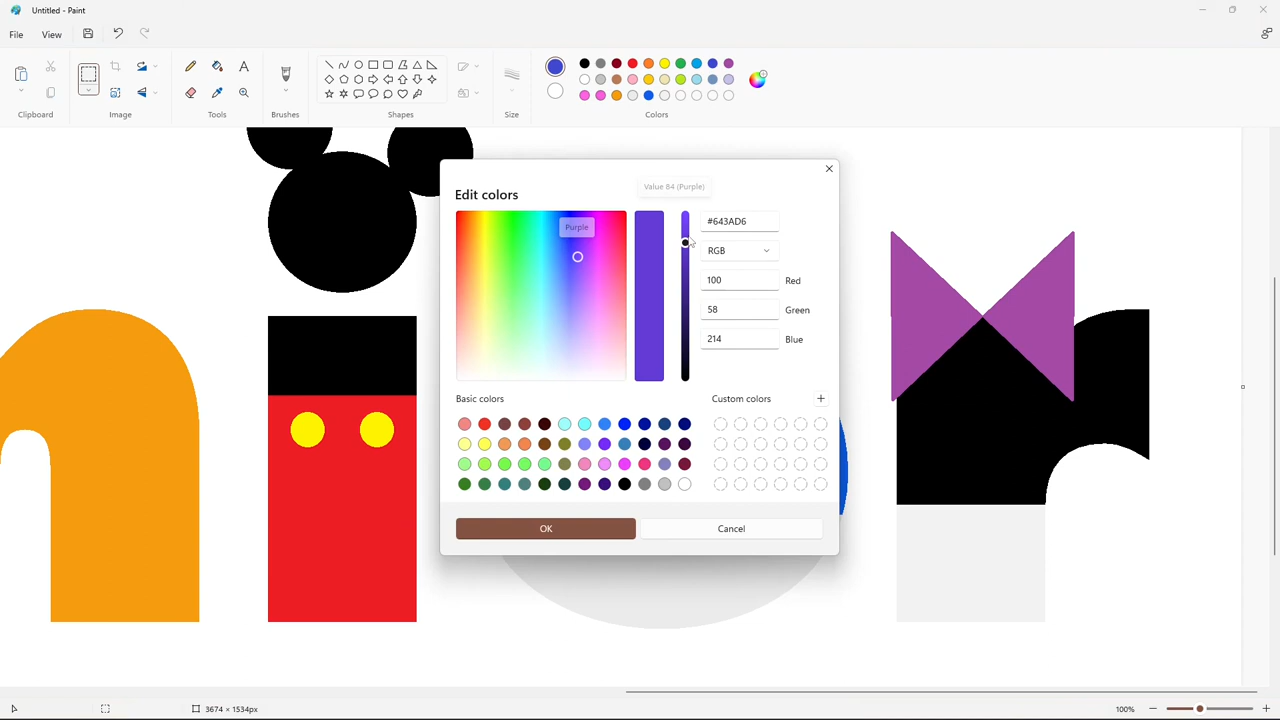 Untitled - Paint
File View
Clipboard Image Tools Brushes Shapes Size Colors
Edit colors
Value 84 (Purple)
Purple
#643AD6
RGB
100 Red
58 Green
214 Blue
Basic colors
Custom colors
OK
Cancel
3674 × 1534px
100%